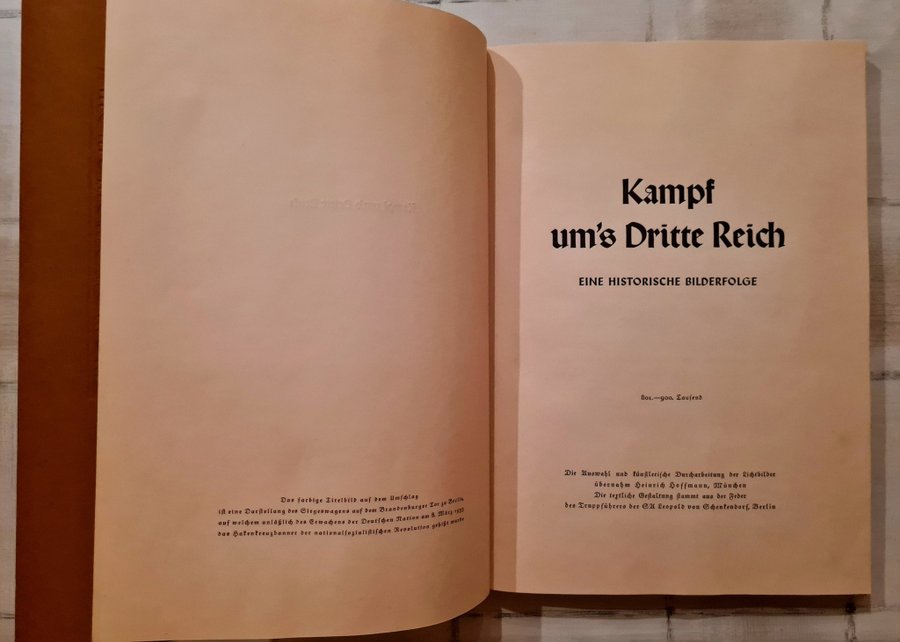 Das farbige Titelbild auf dem Umschlag
ist eine Darstellung des Siegeswagens auf dem Brandenburger Tor zu Berlin,
auf welchem anläßlich des Erwachens der Deutschen Nation am 8. März 1933
das Hakenkreuzbanner der nationalsozialistischen Revolution gehißt wurde
Kampf
um's Dritte Reich
EINE HISTORISCHE BILDERFOLGE
801.—900. Tausend
Die Auswahl und künstlerische Durcharbeitung der Lichtbilder
übernahm Heinrich Hoffmann, München
Die textliche Gestaltung stammt aus der Feder
des Truppführers der SA Leopold von Schenkendorf, Berlin